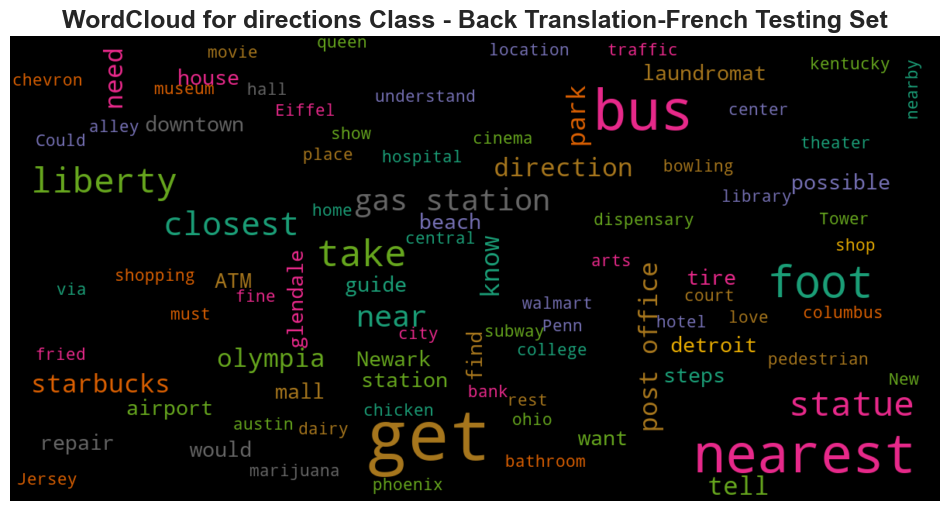 WordCloud for directions Class - Back Translation-French Testing Set
queen
movie
location
traffic
kentucky
chevron
need
house
museum
hall
laundromat
nearby
understand
Eiffel
park
bus
center
Could
alley
downtown
show
cinema
theater
place
hospital
direction
bowling
liberty
possible
library
gas station
closest
home
beach
dispensary
Tower
central
know
shop
take
arts
shopping
ATM
glendale
guide
tire
foot
via
fine
walmart
post office
court
must
near
city
subway
Penn
hotel
love
columbus
fried
olympia
Newark
find
college
detroit
pedestrian
starbucks
mall
station
bank
steps
New
airport
chicken
rest
statue
austin
dairy
get
ohio
want
repair
would
nearest
marijuana
bathroom
Jersey
phoenix
tell